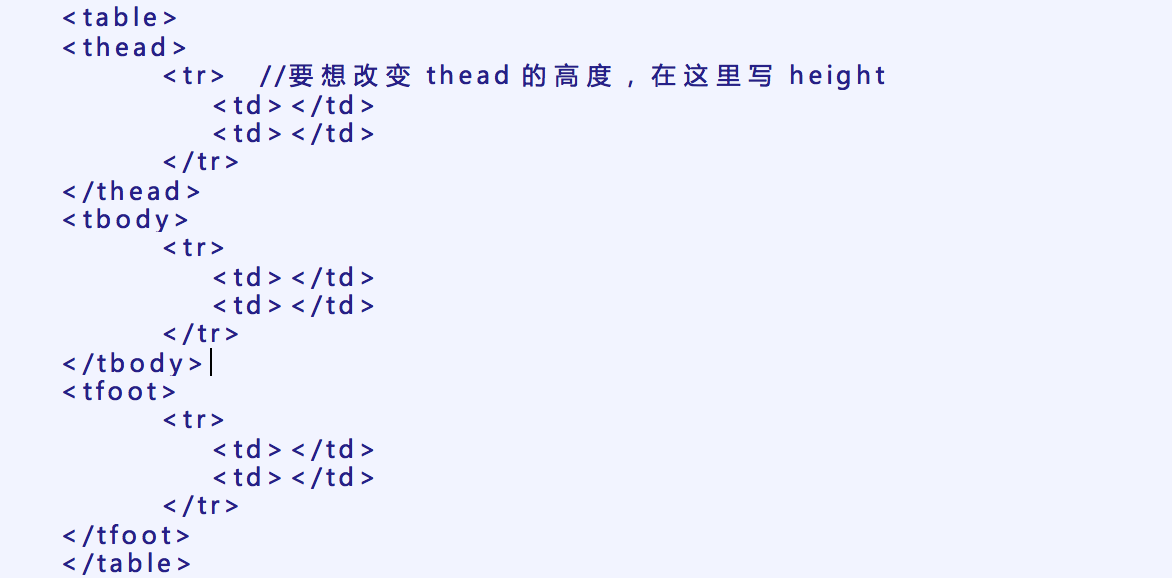 <table>
<thead>
<tr> //要想改变 thead 的高度，在这里写 height
<td></td>
<td></td>
</tr>
</thead>
<tbody>
<tr>
<td></td>
<td></td>
</tr>
</tbody>
<tfoot>
<tr>
<td></td>
<td></td>
</tr>
</tfoot>
</table>